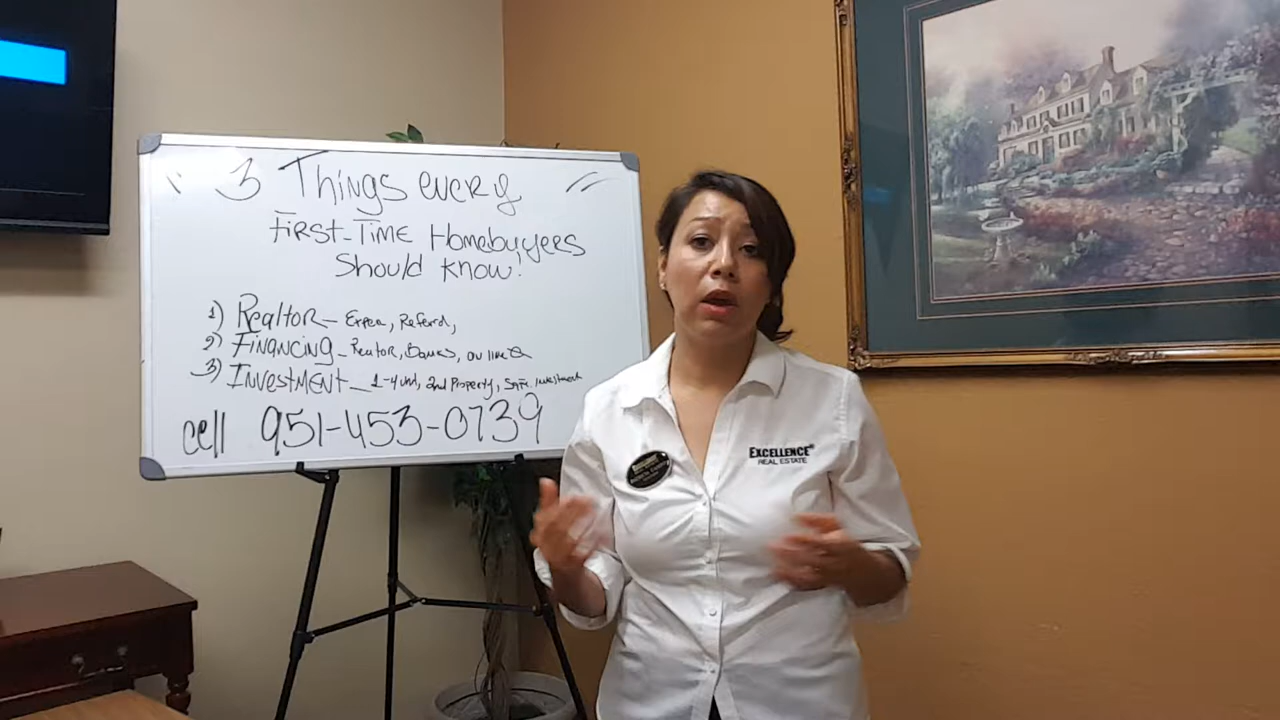 3 Things every
First-Time Homebuyers
Should know!
1) Realtor - Exper, Referral,
2) Financing - Realtor, Banks, on line
3) Investment - 1-4 unit, 2nd Property, Sqft. Investment
cell 951-453-0739
EXCELLENCE®
REAL ESTATE